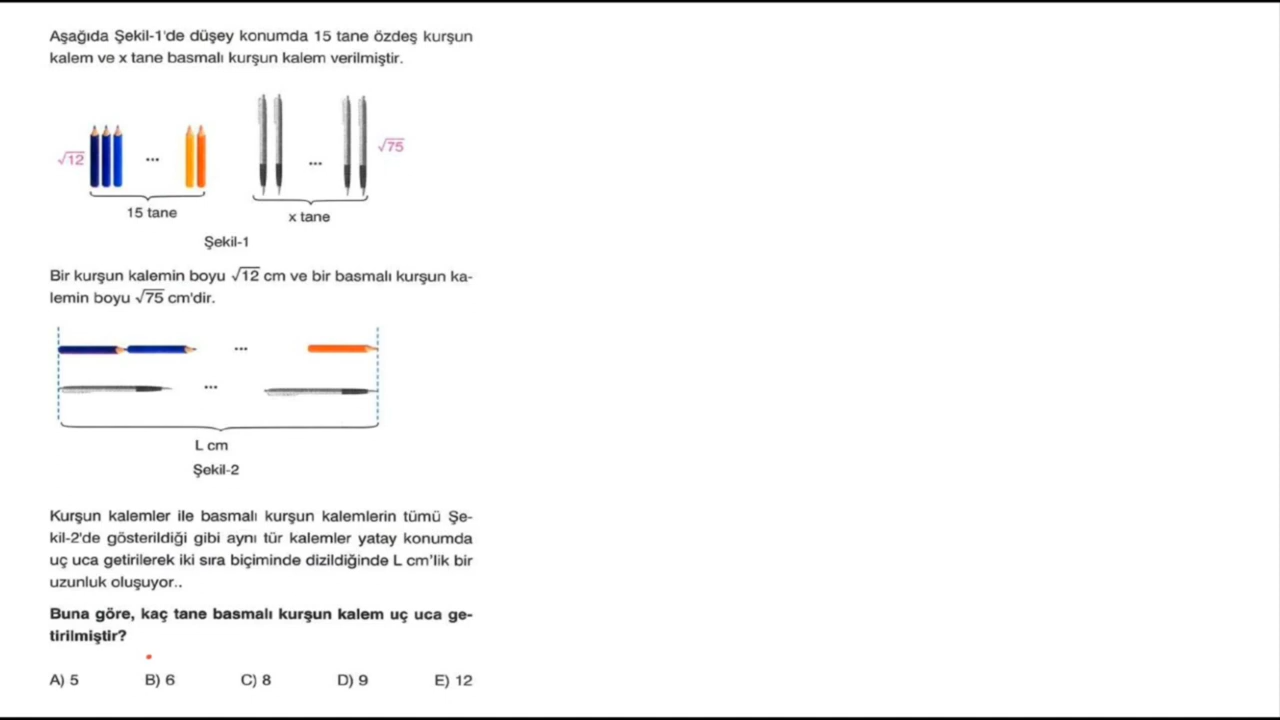 Aşağıda Şekil-1'de düşey konumda 15 tane özdeş kurşun
kalem ve x tane basmalı kurşun kalem verilmiştir.
√12
...
...
√75
15 tane
x tane
Şekil-1
Bir kurşun kalemin boyu √12 cm ve bir basmalı kurşun ka-
lemin boyu √75 cm'dir.
...
...
L cm
Şekil-2
Kurşun kalemler ile basmalı kurşun kalemlerin tümü Şe-
kil-2'de gösterildiği gibi aynı tür kalemler yatay konumda
uç uca getirilerek iki sıra biçiminde dizildiğinde L cm'lik bir
uzunluk oluşuyor..
Buna göre, kaç tane basmalı kurşun kalem uç uca ge-
tirilmiştir?
A) 5 B) 6 C) 8 D) 9 E) 12